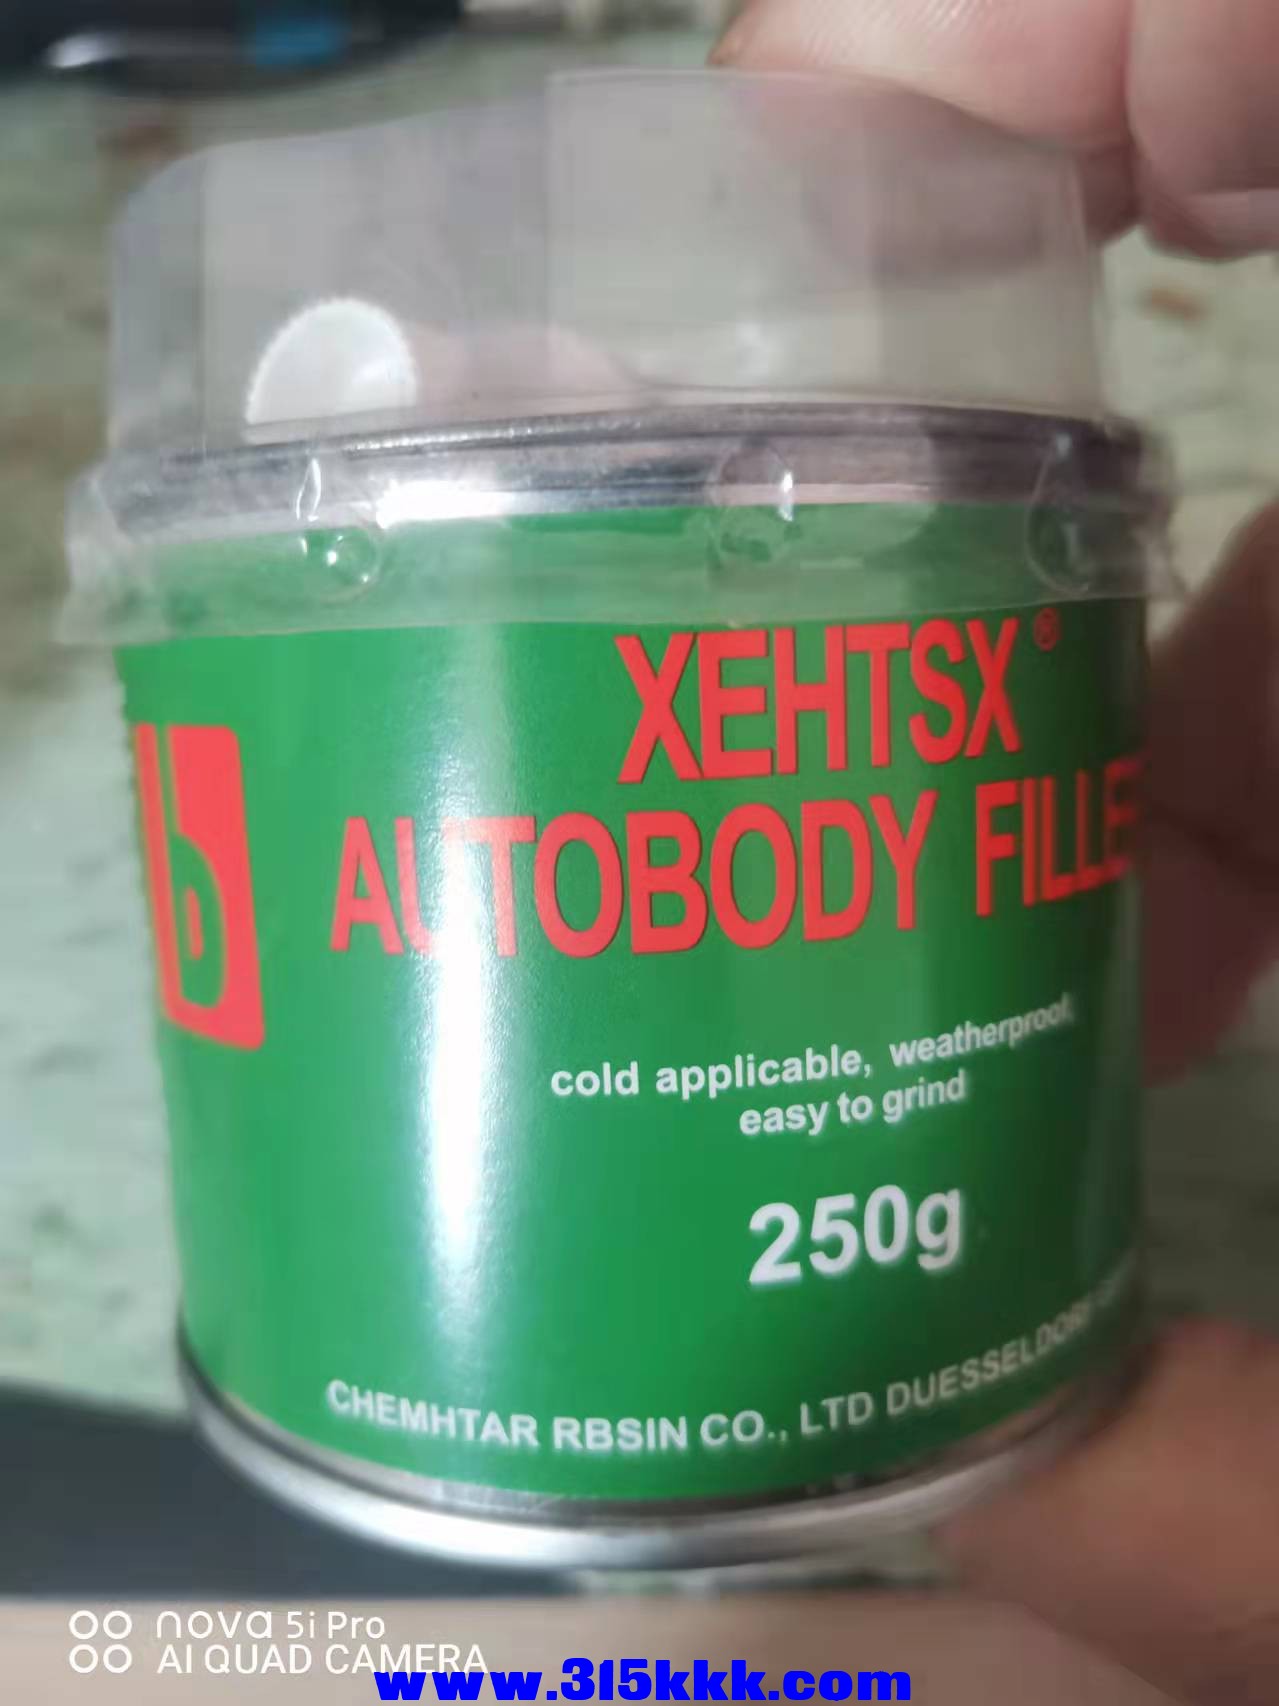 XEHTSX®
b
AUTOBODY FILLE
cold applicable, weatherproof,
easy to grind
250g
CHEMHTAR RBSIN CO., LTD DUESSELDORF
nova 5i Pro
AI QUAD CAMERA
www.315kkk.com